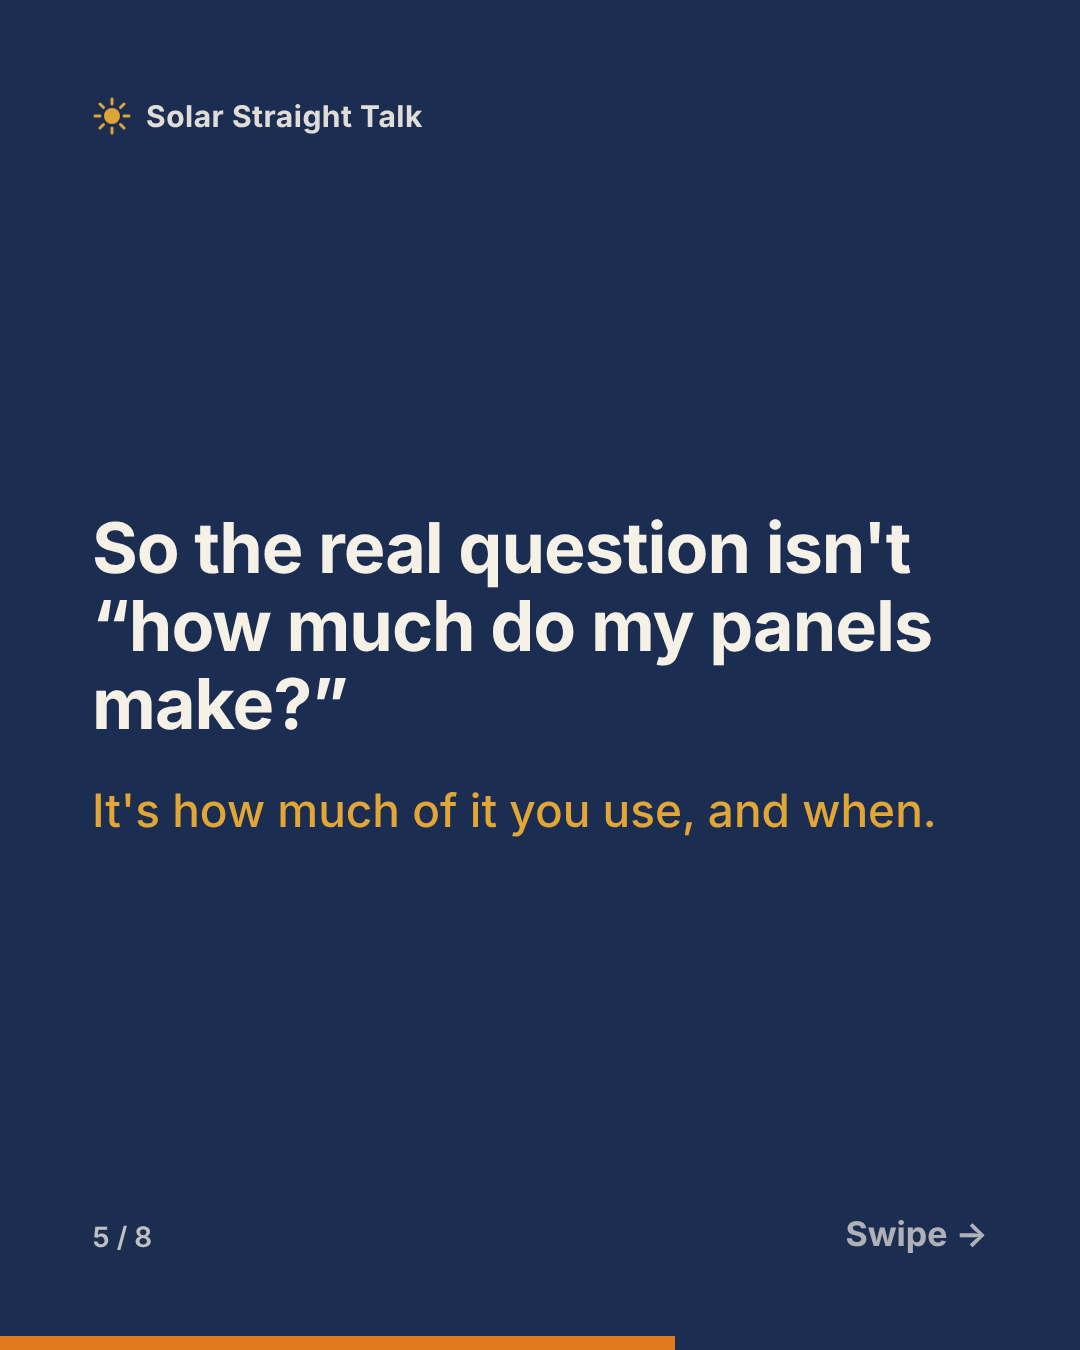 Solar Straight Talk
So the real question isn't
“how much do my panels
make?”
It's how much of it you use, and when.
5 / 8
Swipe →